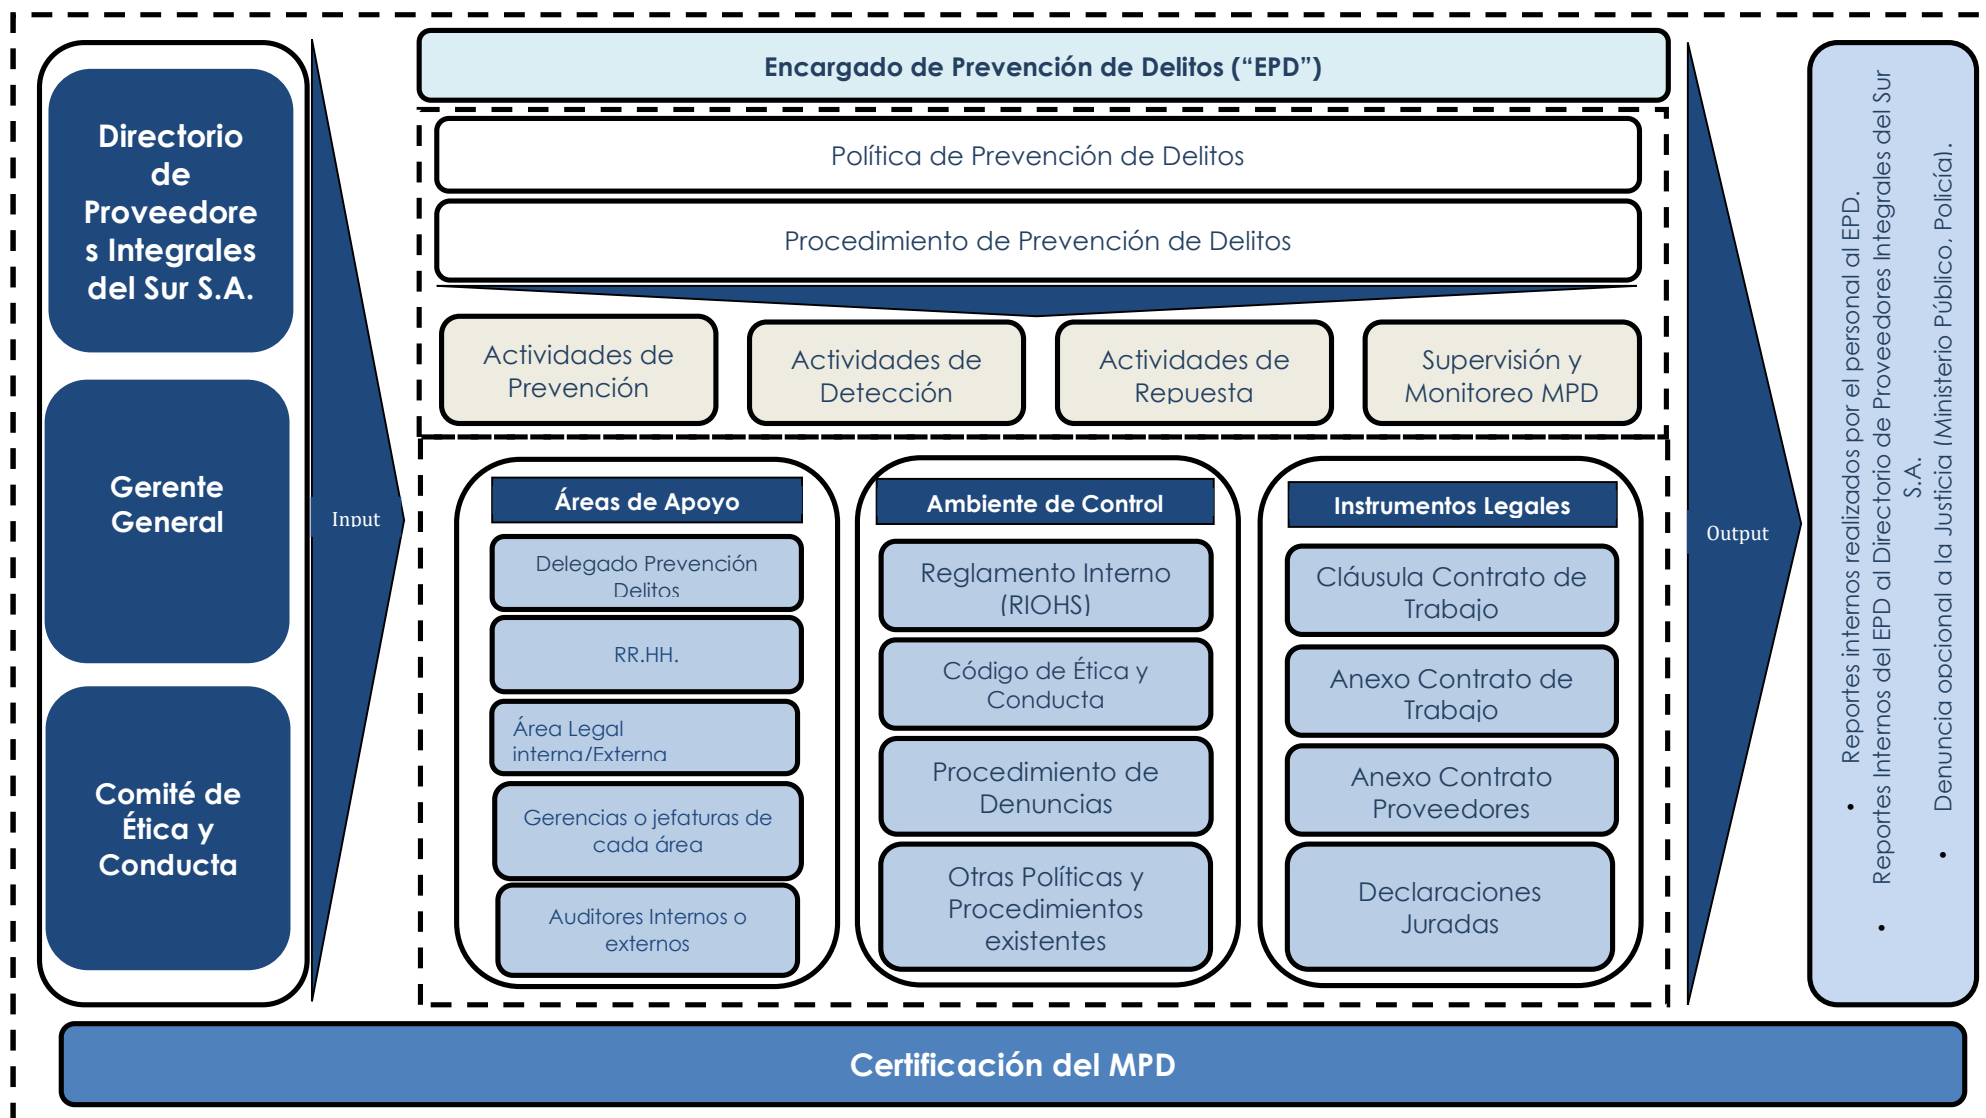 Directorio
de
Proveedore
s Integrales
del Sur S.A.
Gerente
General
Comité de
Ética y
Conducta
Input
Encargado de Prevención de Delitos (“EPD”)
Política de Prevención de Delitos
Procedimiento de Prevención de Delitos
Actividades de
Prevención
Actividades de
Detección
Actividades de
Repuesta
Supervisión y
Monitoreo MPD
Áreas de Apoyo
Delegado Prevención
Delitos
RR.HH.
Área Legal
interna/Externa
Gerencias o jefaturas de
cada área
Auditores Internos o
externos
Ambiente de Control
Reglamento Interno
(RIOHS)
Código de Ética y
Conducta
Procedimiento de
Denuncias
Otras Políticas y
Procedimientos
existentes
Instrumentos Legales
Cláusula Contrato de
Trabajo
Anexo Contrato de
Trabajo
Anexo Contrato
Proveedores
Declaraciones
Juradas
Output
• Reportes internos realizados por el personal al EPD.
• Reportes Internos del EPD al Directorio de Proveedores Integrales del Sur
S.A.
• Denuncia opcional a la Justicia (Ministerio Público, Policía).
Certificación del MPD